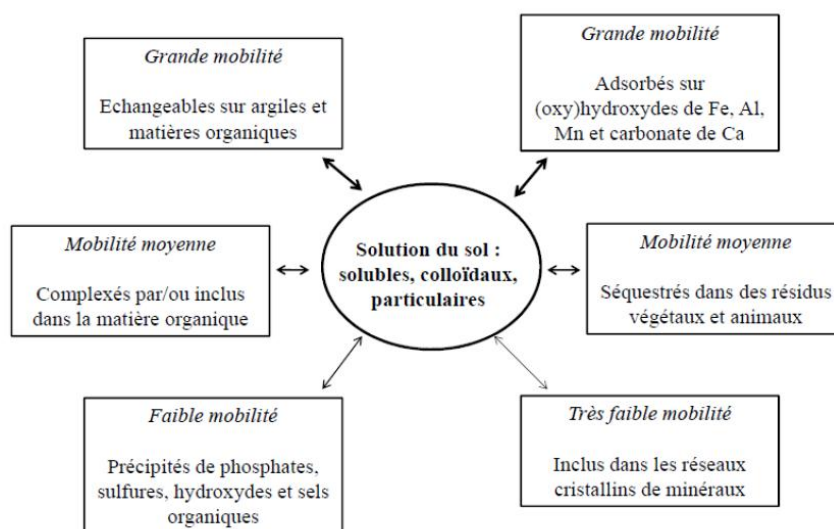 Grande mobilité
Echangeables sur argiles et
matières organiques
Grande mobilité
Adsorbés sur
(oxy)hydroxydes de Fe, Al,
Mn et carbonate de Ca
Mobilité moyenne
Complexés par/ou inclus
dans la matière organique
Solution du sol :
solubles, colloïdaux,
particulaires
Mobilité moyenne
Séquestrés dans des résidus
végétaux et animaux
Faible mobilité
Précipités de phosphates,
sulfures, hydroxydes et sels
organiques
Très faible mobilité
Inclus dans les réseaux
cristallins de minéraux